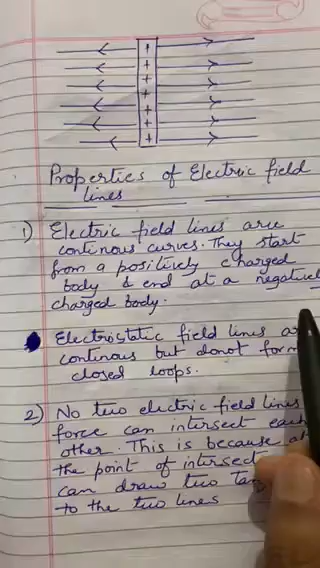 +
+
+
+
+
+
Properties of Electric field
lines
1) Electric field lines are
continous curves. They start
from a positively charged
body & end at a negatively
charged body.
Electrostatic field lines are
continous but donot form
closed loops.
2) No two electric field lines
force can intersect each
other. This is because at
the point of intersect
can draw two
to the two lines